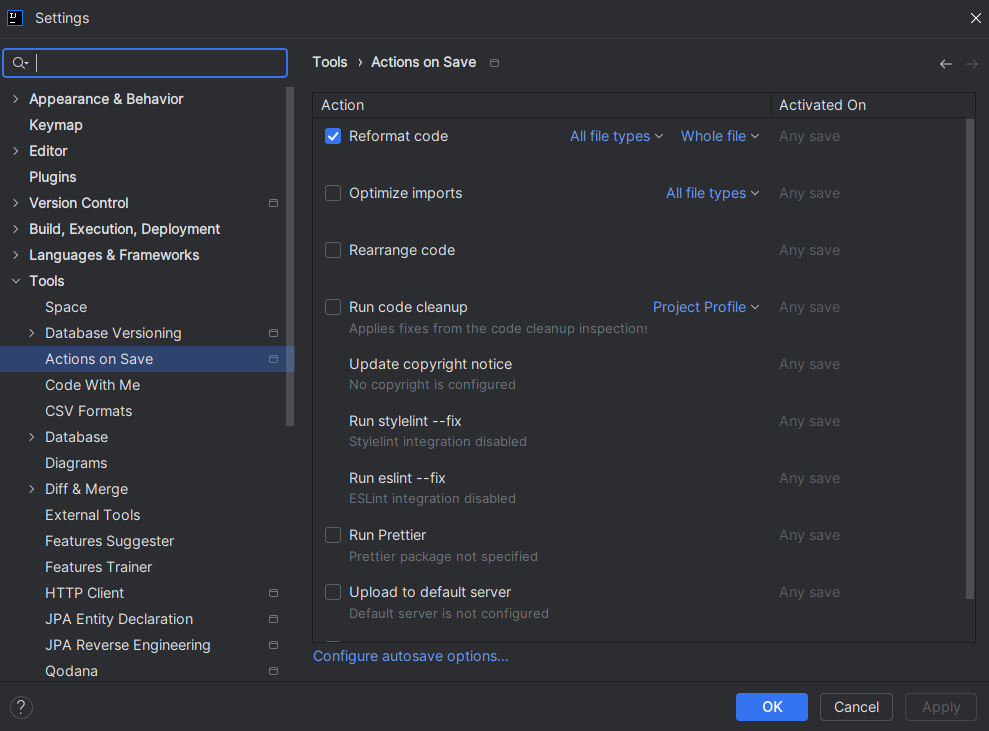 Settings
Appearance & Behavior
Keymap
Editor
Plugins
Version Control
Build, Execution, Deployment
Languages & Frameworks
Tools
Space
Database Versioning
Actions on Save
Code With Me
CSV Formats
Database
Diagrams
Diff & Merge
External Tools
Features Suggester
Features Trainer
HTTP Client
JPA Entity Declaration
JPA Reverse Engineering
Qodana
Tools › Actions on Save
Action Activated On
Reformat code All file types Whole file Any save
Optimize imports All file types Any save
Rearrange code Any save
Run code cleanup Project Profile Any save
Applies fixes from the code cleanup inspections
Update copyright notice Any save
No copyright is configured
Run stylelint --fix Any save
Stylelint integration disabled
Run eslint --fix Any save
ESLint integration disabled
Run Prettier Any save
Prettier package not specified
Upload to default server Any save
Default server is not configured
Configure autosave options...
? OK Cancel Apply